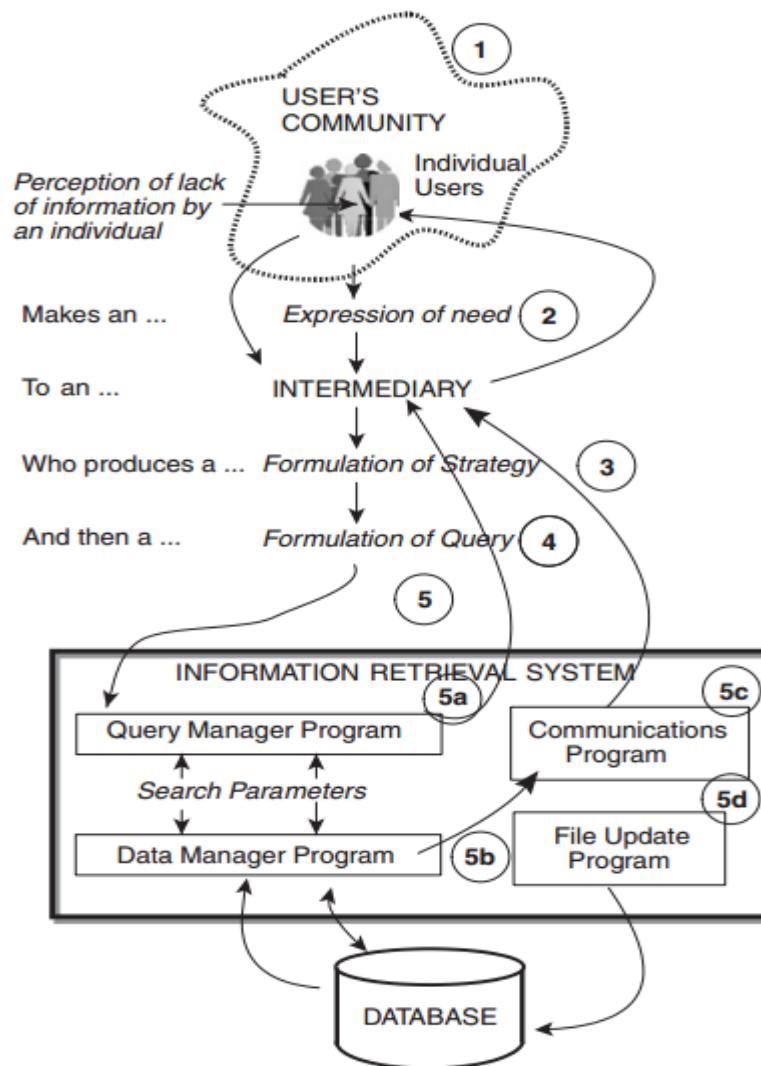 1
USER'S
COMMUNITY
Individual
Users
Perception of lack
of information by
an individual
Makes an ... Expression of need 2
To an ... INTERMEDIARY
Who produces a ... Formulation of Strategy 3
And then a ... Formulation of Query 4
5
INFORMATION RETRIEVAL SYSTEM
5a
5c
Query Manager Program
Communications
Program
Search Parameters
5d
Data Manager Program
5b
File Update
Program
DATABASE